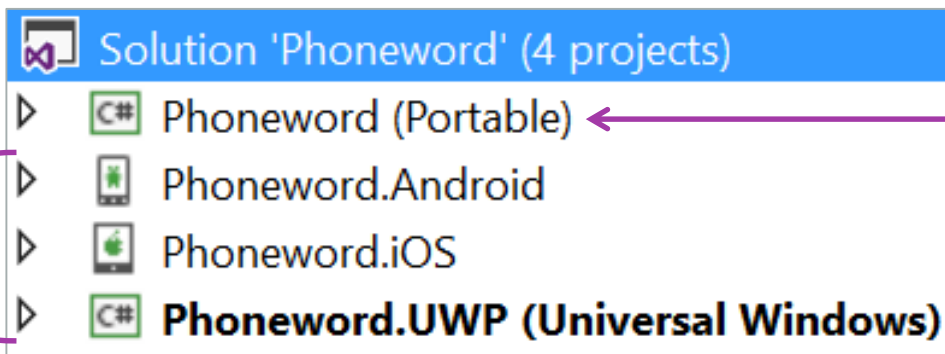 Solution 'Phoneword' (4 projects)
C# Phoneword (Portable)
Phoneword.Android
Phoneword.iOS
C# Phoneword.UWP (Universal Windows)